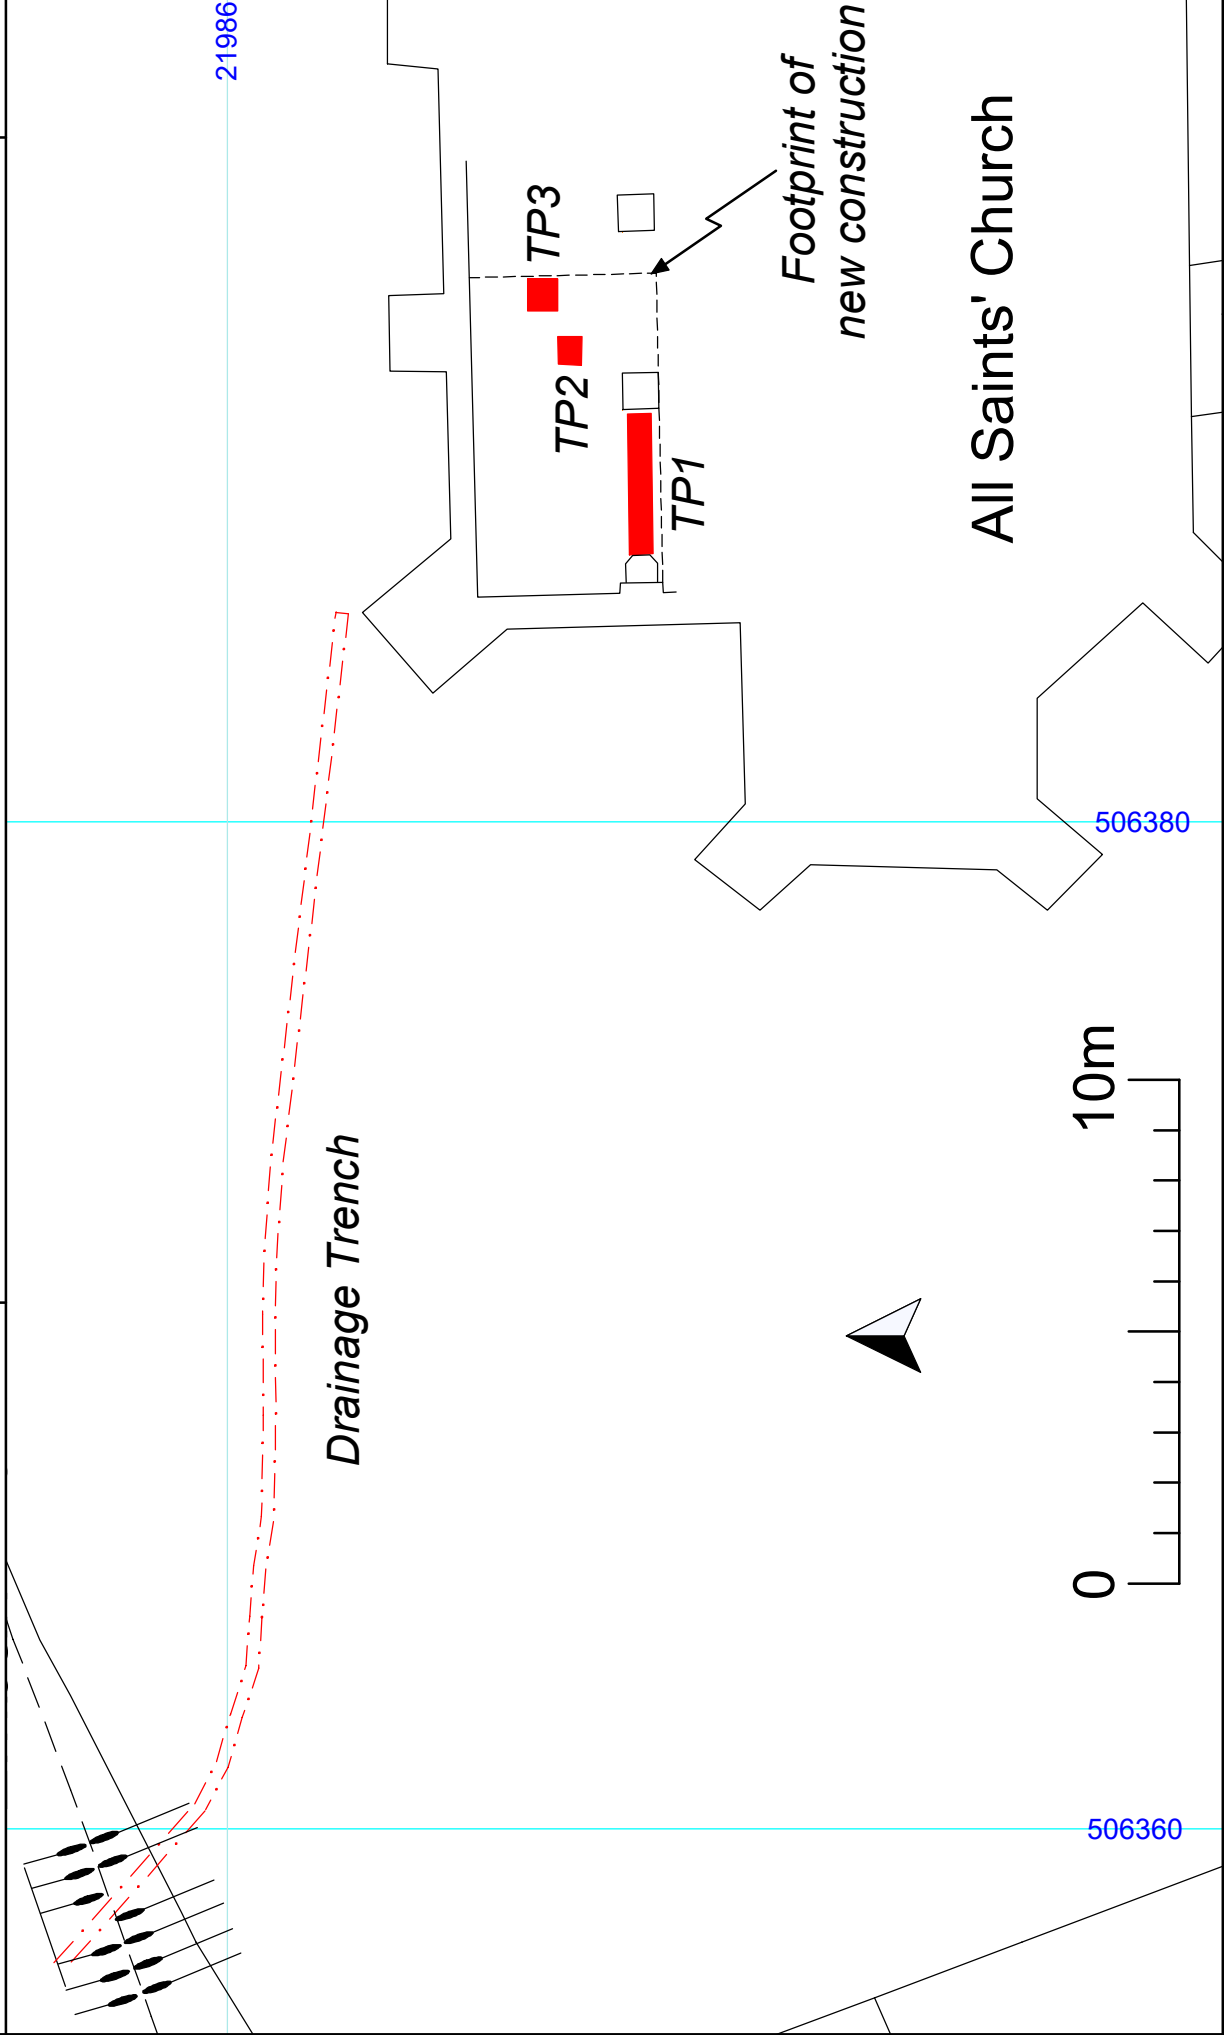 21986
TP3
TP2
TP1
Footprint of
new construction
All Saints' Church
506380
Drainage Trench
0
10m
506360